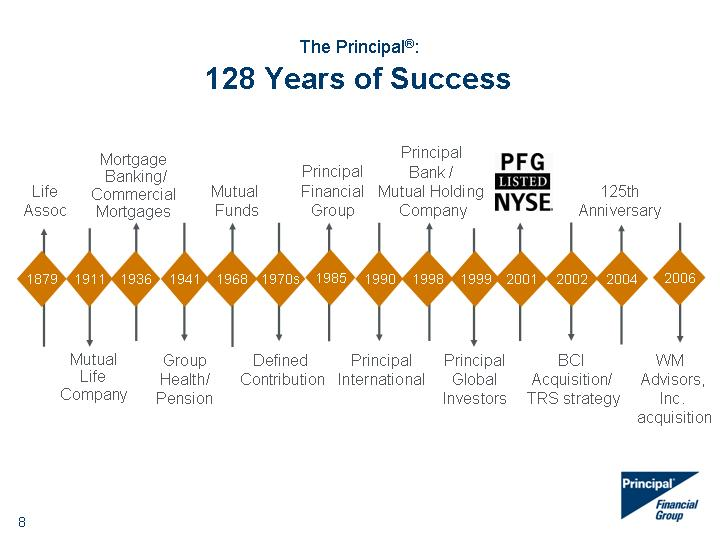 The Principal®:
128 Years of Success
Life
Assoc
Mortgage
Banking/
Commercial
Mortgages
Mutual
Funds
Principal
Financial
Group
Principal
Bank /
Mutual Holding
Company
PFG
LISTED
NYSE
125th
Anniversary
1879
1911
1936
1941
1968
1970s
1985
1990
1998
1999
2001
2002
2004
2006
Mutual
Life
Company
Group
Health/
Pension
Defined
Contribution
Principal
International
Principal
Global
Investors
BCI
Acquisition/
TRS strategy
WM
Advisors,
Inc.
acquisition
Principal
Financial
Group
8